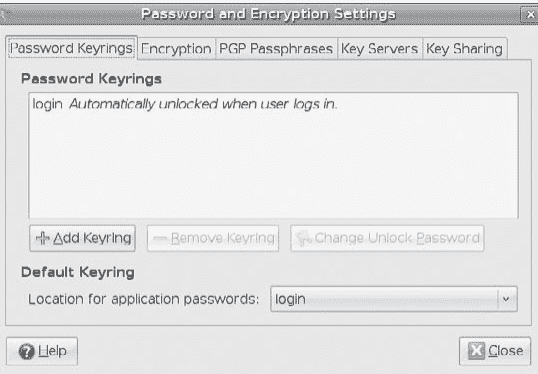 Password and Encryption Settings
Password Keyrings Encryption PGP Passphrases Key Servers Key Sharing
Password Keyrings
login Automatically unlocked when user logs in.
Add Keyring Remove Keyring Change Unlock Password
Default Keyring
Location for application passwords: login
Help Close